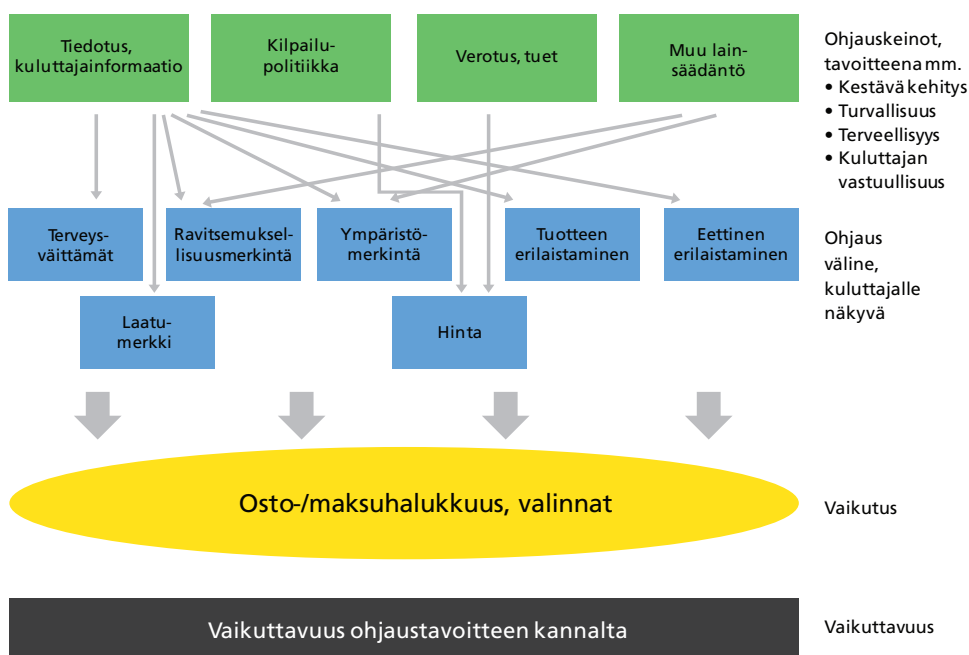 Tiedotus,
kuluttajainformaatio
Kilpailu-
politiikka
Verotus, tuet
Muu lain-
säädäntö
Ohjauskeinot,
tavoitteena mm.
• Kestävä kehitys
• Turvallisuus
• Terveellisyys
• Kuluttajan
vastuullisuus
Terveys-
väittämät
Ravitsemuksel-
lisuusmerkintä
Ympäristö-
merkintä
Tuotteen
erilaistaminen
Eettinen
erilaistaminen
Ohjaus
väline,
kuluttajalle
näkyvä
Laatu-
merkki
Hinta
Osto-/maksuhalukkuus, valinnat
Vaikutus
Vaikuttavuus ohjaustavoitteen kannalta
Vaikuttavuus